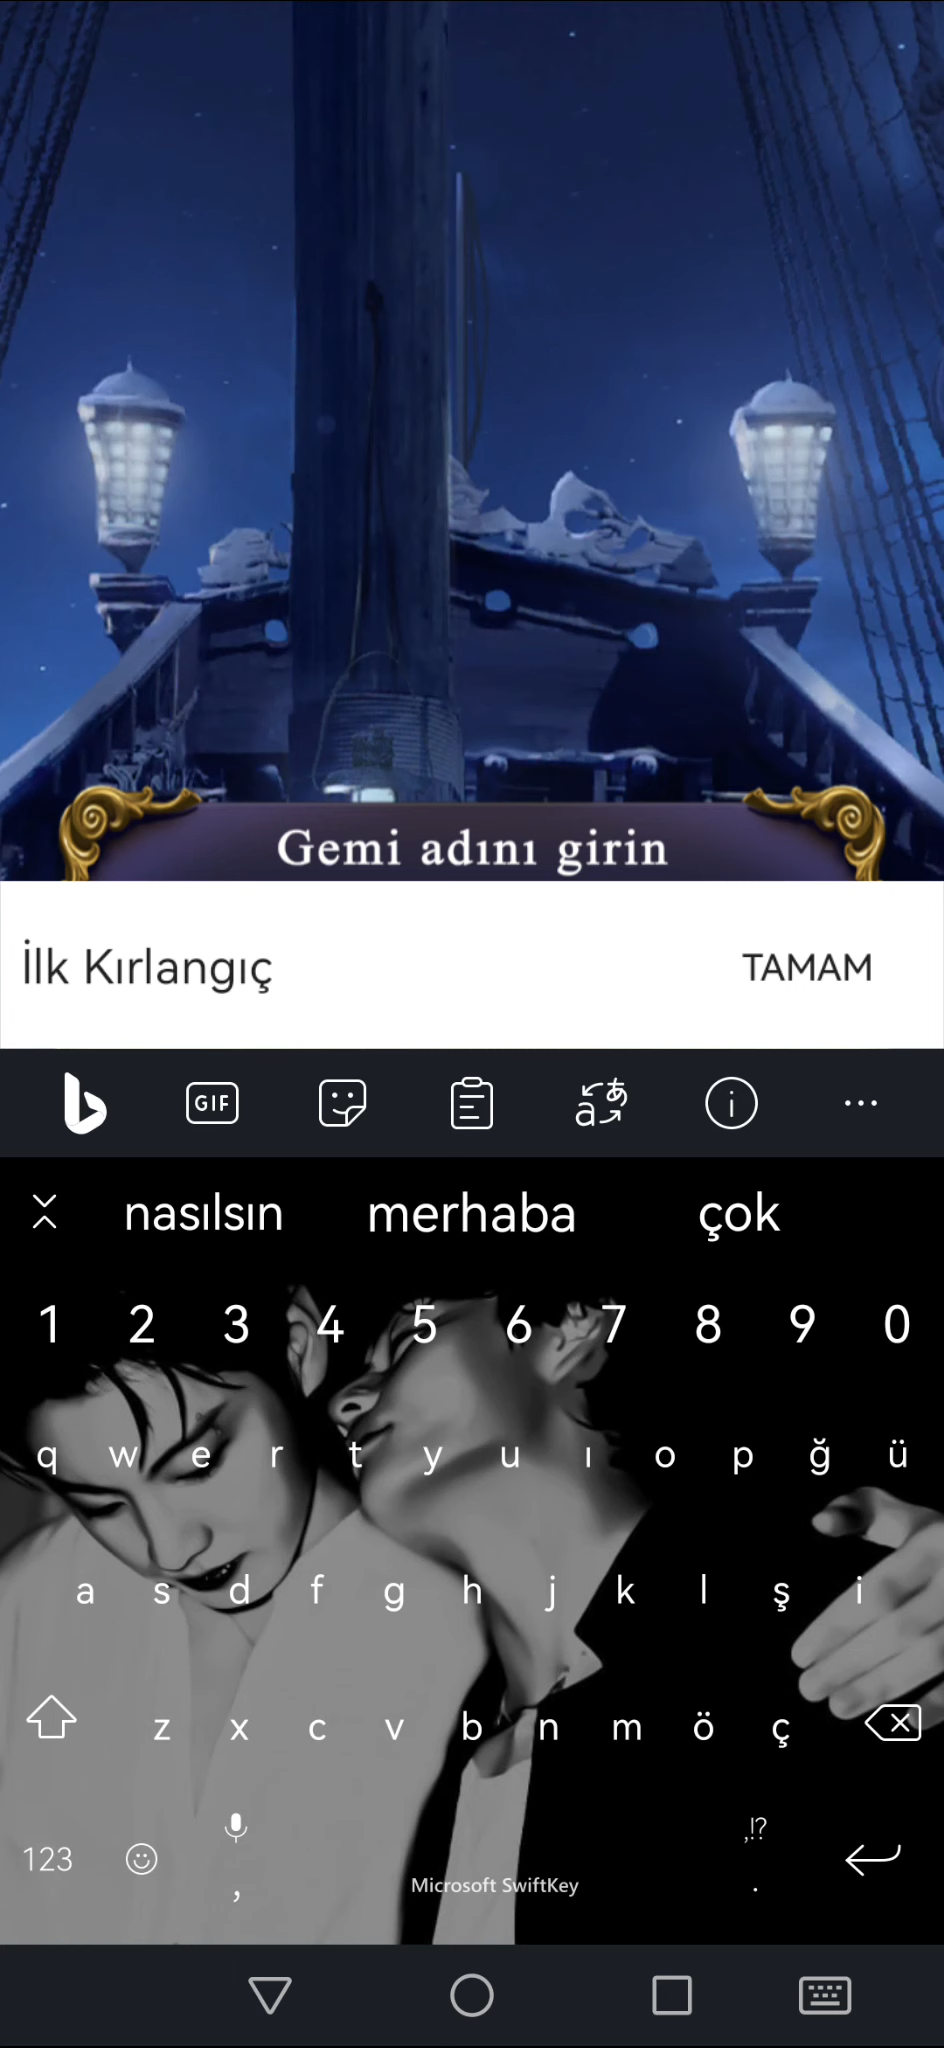 Gemi adını girin
İlk Kırlangıç TAMAM
GIF
nasılsın merhaba çok
1 2 3 4 5 6 7 8 9 0
q w e r t y u ı o p ğ ü
a s d f g h j k l ş i
z x c v b n m ö ç
,!?
123 , Microsoft SwiftKey .